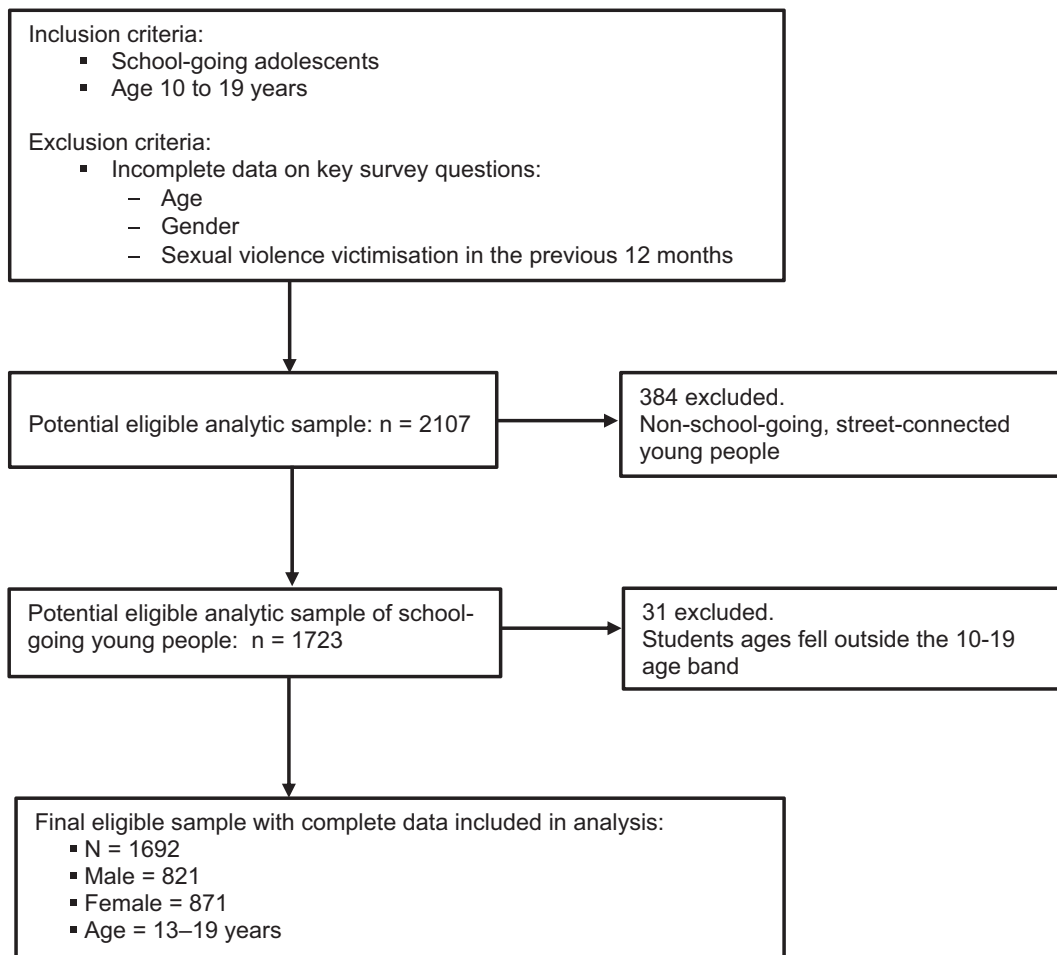 Inclusion criteria:
▪ School-going adolescents
▪ Age 10 to 19 years
Exclusion criteria:
▪ Incomplete data on key survey questions:
– Age
– Gender
– Sexual violence victimisation in the previous 12 months
Potential eligible analytic sample: n = 2107
384 excluded.
Non-school-going, street-connected
young people
Potential eligible analytic sample of school-
going young people: n = 1723
31 excluded.
Students ages fell outside the 10-19
age band
Final eligible sample with complete data included in analysis:
▪ N = 1692
▪ Male = 821
▪ Female = 871
▪ Age = 13–19 years